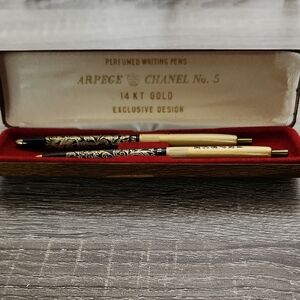 PERFUMED WRITING PENS
ARPEGE CHANEL No. 5
14 KT GOLD
EXCLUSIVE DESIGN